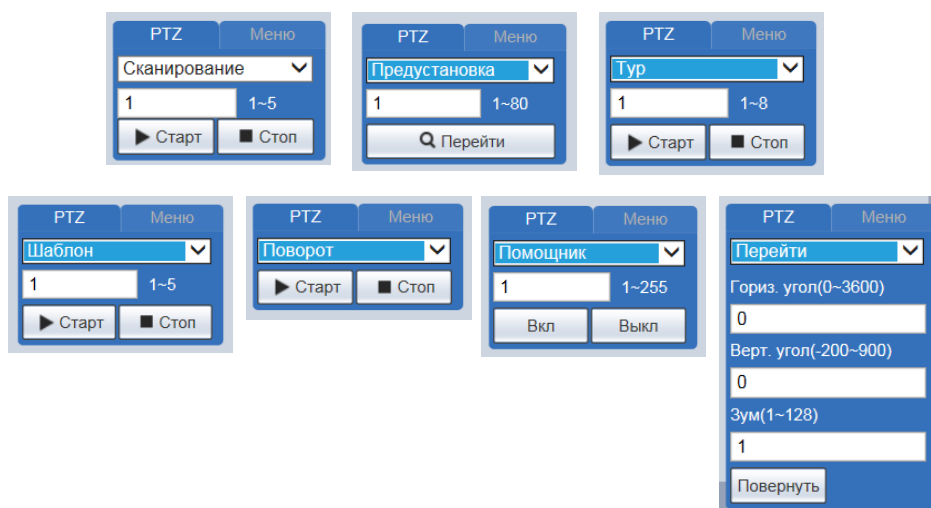 PTZ Меню
Сканирование
1 1~5
Старт Стоп
PTZ Меню
Предустановка
1 1~80
Перейти
PTZ Меню
Тур
1 1~8
Старт Стоп
PTZ Меню
Шаблон
1 1~5
Старт Стоп
PTZ Меню
Поворот
Старт Стоп
PTZ Меню
Помощник
1 1~255
Вкл Выкл
PTZ Меню
Перейти
Гориз. угол(0~3600)
0
Верт. угол(-200~900)
0
Зум(1~128)
1
Повернуть